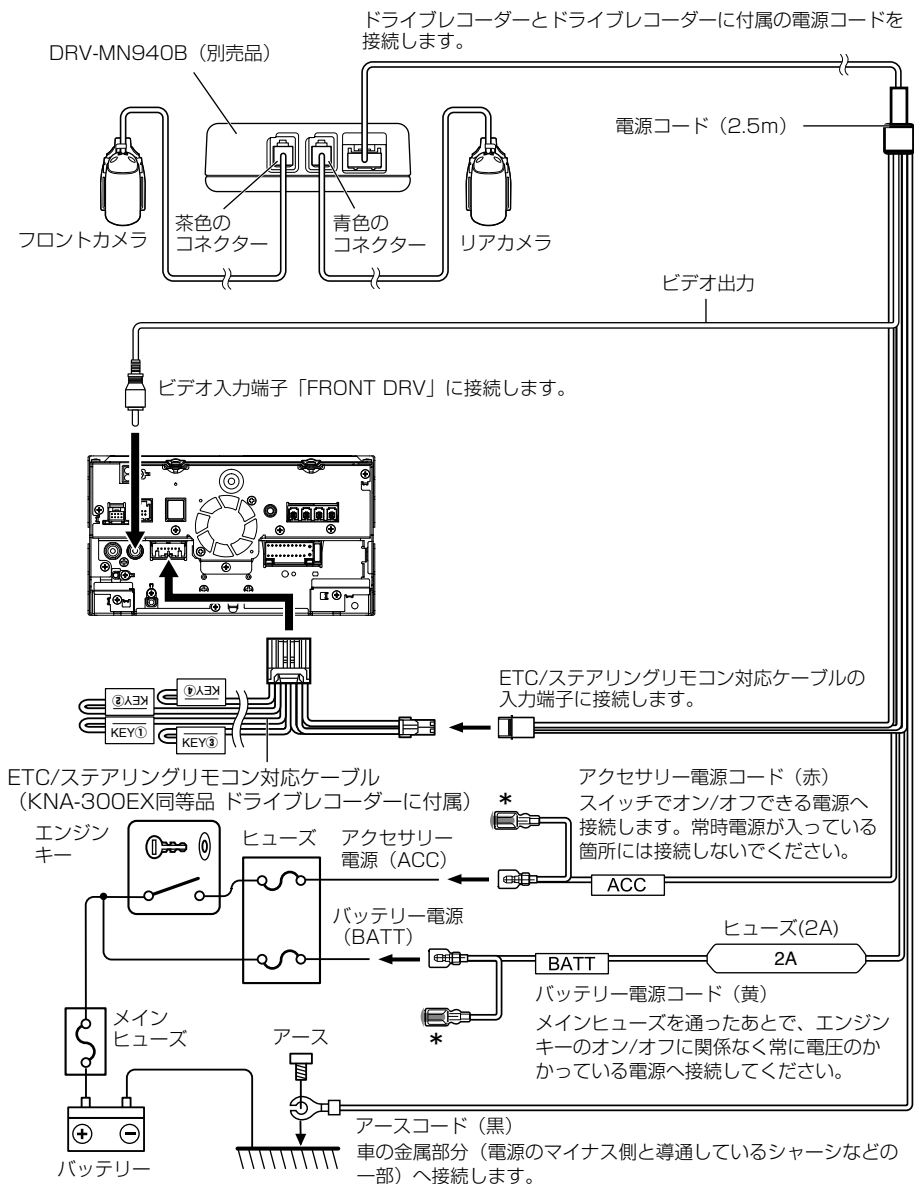 ドライブレコーダーとドライブレコーダーに付属の電源コードを
接続します。
DRV-MN940B（別売品）
電源コード（2.5m）
茶色の
コネクター
青色の
コネクター
フロントカメラ
リアカメラ
ビデオ出力
ビデオ入力端子「FRONT DRV」に接続します。
ETC/ステアリングリモコン対応ケーブルの
入力端子に接続します。
KEY②
KEY④
KEY①
KEY③
ETC/ステアリングリモコン対応ケーブル
（KNA-300EX同等品 ドライブレコーダーに付属）
アクセサリー電源コード（赤）
スイッチでオン/オフできる電源へ
接続します。常時電源が入っている
箇所には接続しないでください。
*
エンジン
キー
ヒューズ
アクセサリー
電源（ACC）
ACC
バッテリー電源
（BATT）
ヒューズ(2A)
BATT
2A
バッテリー電源コード（黄）
メインヒューズを通ったあとで、エンジン
キーのオン/オフに関係なく常に電圧のか
かっている電源へ接続してください。
*
メイン
ヒューズ
アース
アースコード（黒）
車の金属部分（電源のマイナス側と導通しているシャーシなどの
一部）へ接続します。
⊕ ⊖
バッテリー